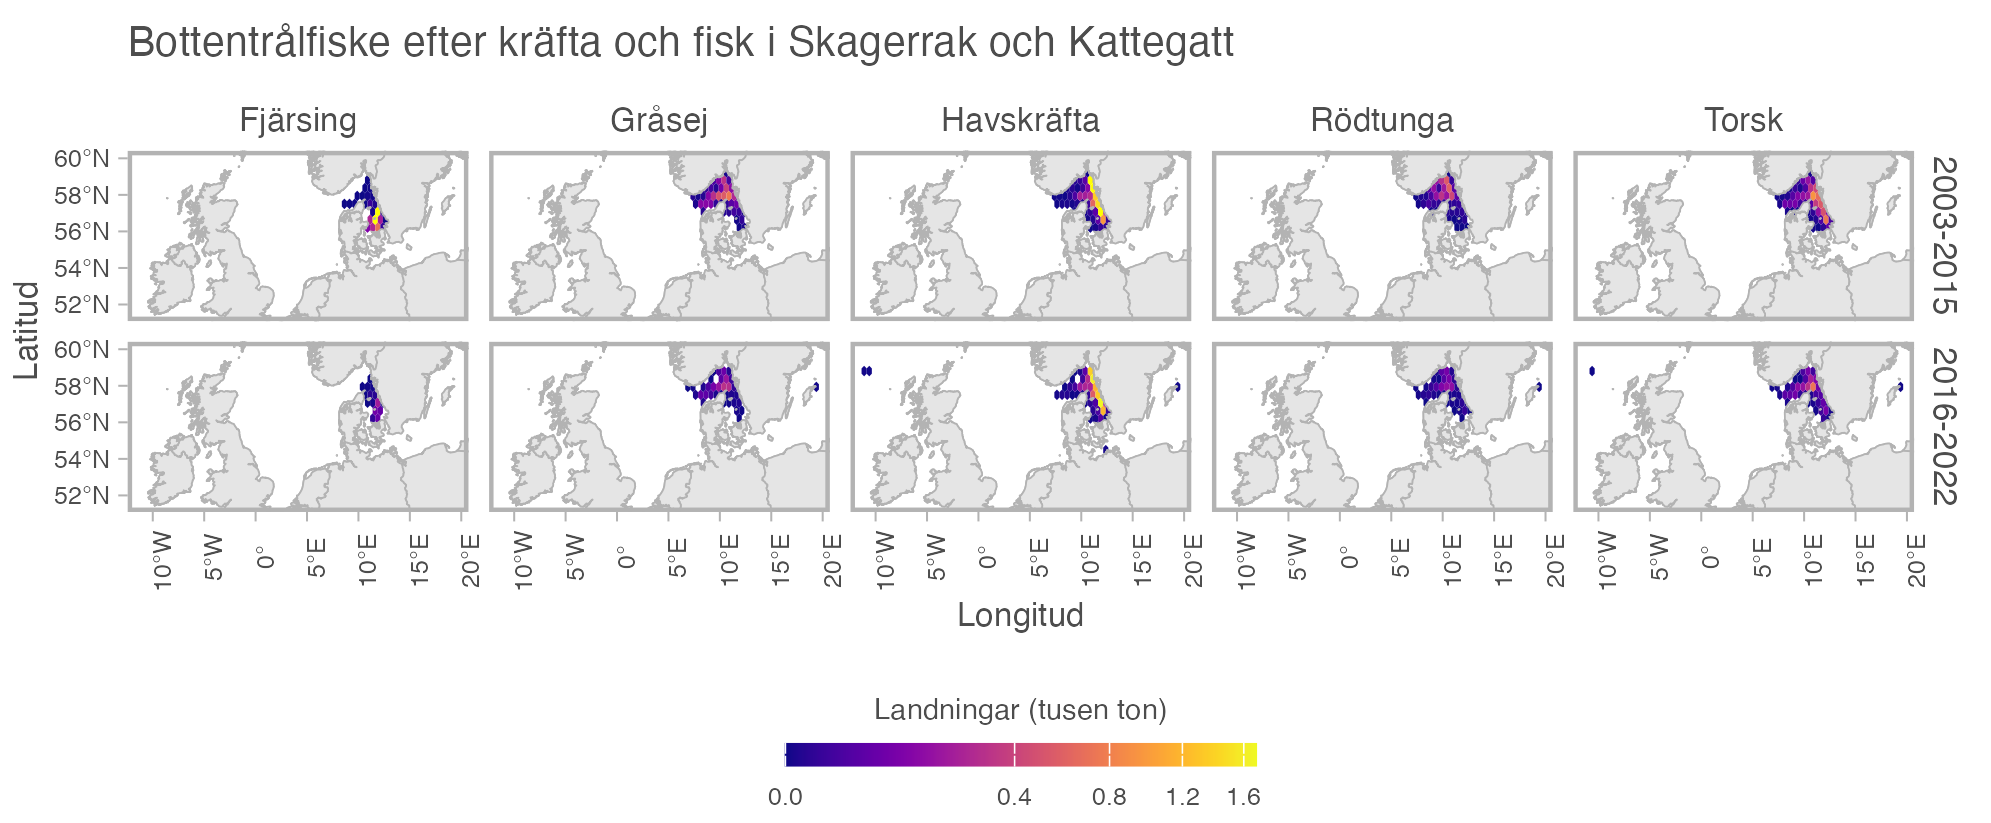 Bottentrålfiske efter kräfta och fisk i Skagerrak och Kattegatt
Fjärsing Gråsej Havskräfta Rödtunga Torsk
60°N
58°N
56°N
54°N
52°N
2003-2015
Latitud
60°N
58°N
56°N
54°N
52°N
2016-2022
10°W 5°W 0° 5°E 10°E 15°E 20°E 10°W 5°W 0° 5°E 10°E 15°E 20°E 10°W 5°W 0° 5°E 10°E 15°E 20°E 10°W 5°W 0° 5°E 10°E 15°E 20°E 10°W 5°W 0° 5°E 10°E 15°E 20°E
Longitud
Landningar (tusen ton)
0.0 0.4 0.8 1.2 1.6